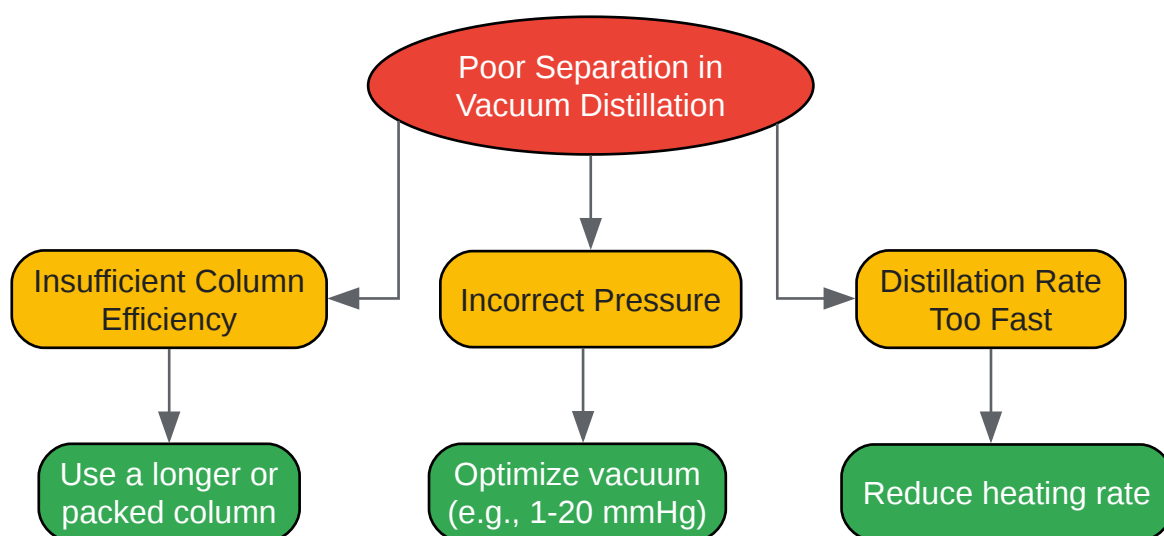 Poor Separation in
Vacuum Distillation
Insufficient Column
Efficiency
Incorrect Pressure
Distillation Rate
Too Fast
Use a longer or
packed column
Optimize vacuum
(e.g., 1-20 mmHg)
Reduce heating rate